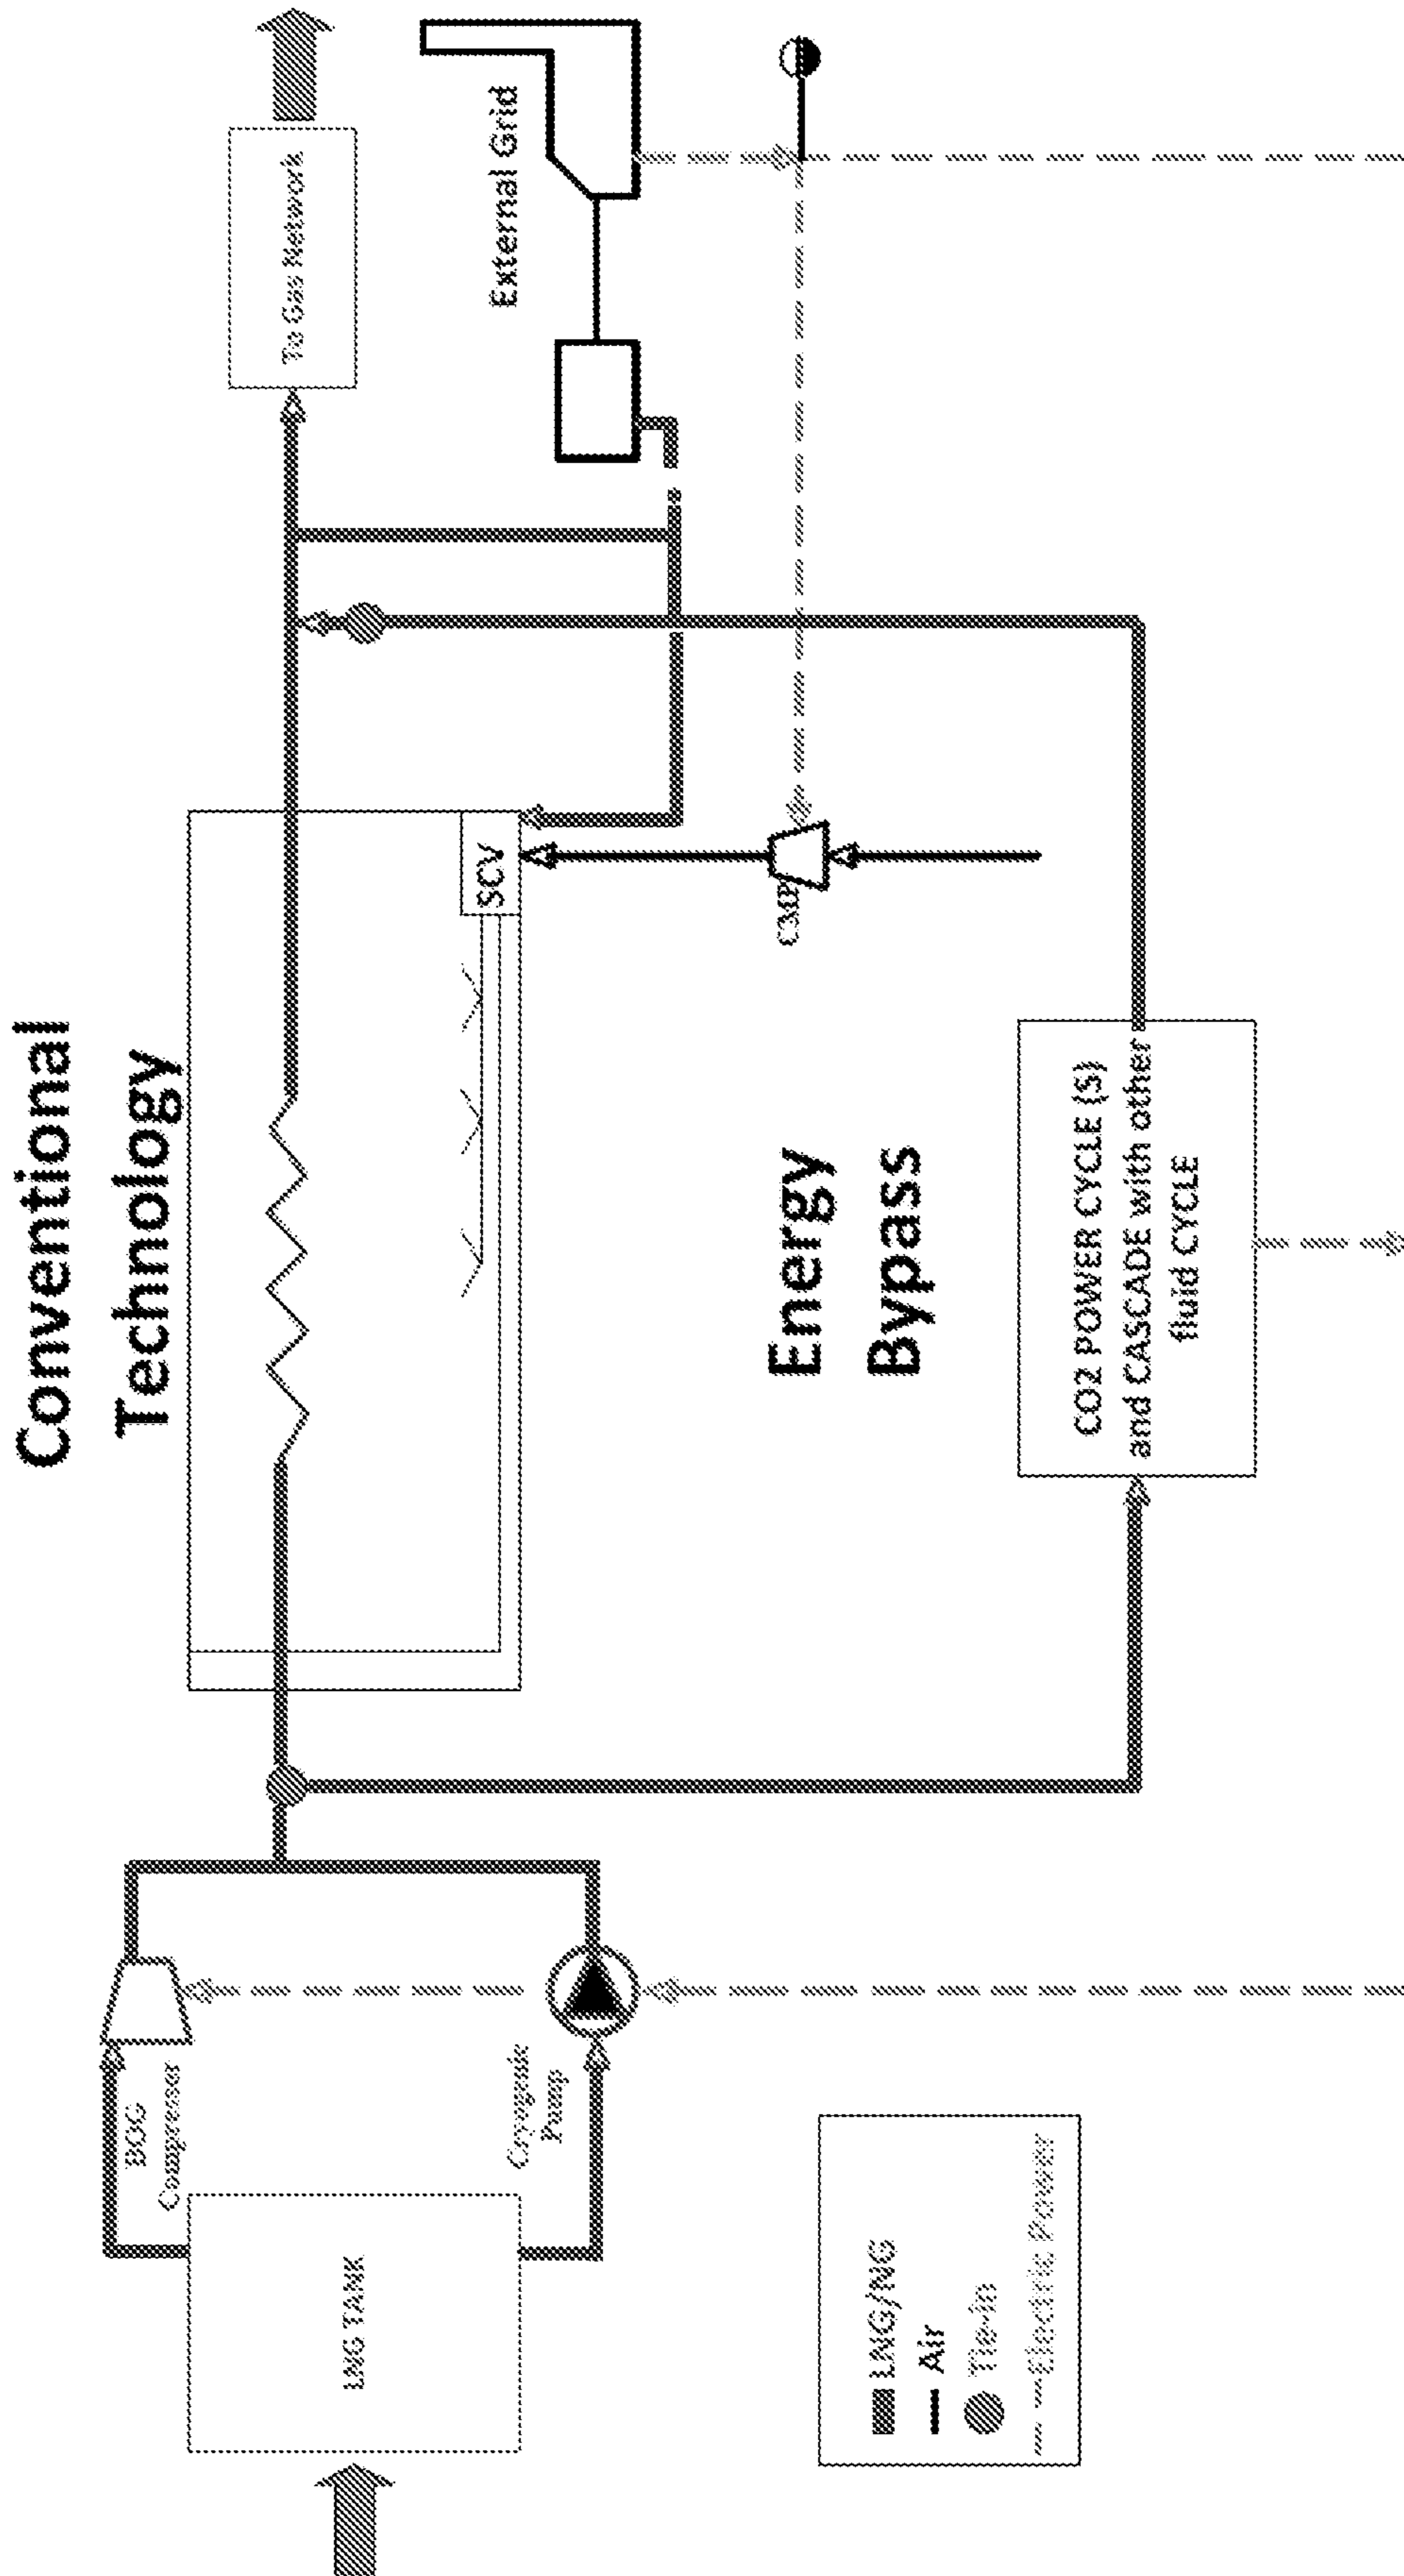 Conventional
Technology
To Gas Network
External Grid
BOG
Compressor
SCV
LNG TANK
Cryogenic
Pump
CMP
Energy
Bypass
CO2 POWER CYCLE (S)
and CASCADE with other
fluid CYCLE
LNG/NG
Air
Tie-in
Electric Power